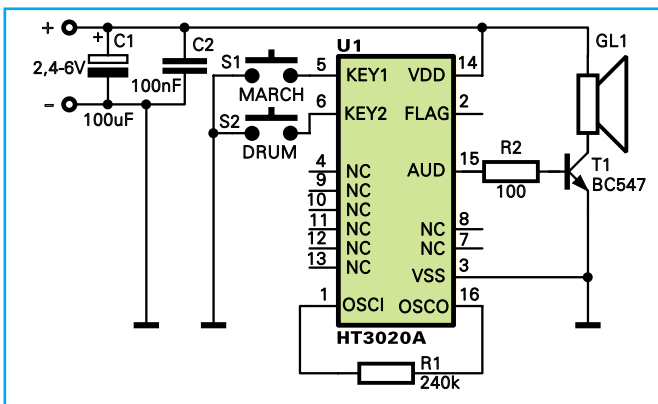 +
+
C1
2,4-6V
-
100uF
C2
100nF
S1
MARCH
S2
DRUM
U1
5
KEY1
VDD
14
6
KEY2
FLAG
2
4
NC
9
NC
10
NC
11
NC
12
NC
13
NC
AUD
15
NC
8
NC
7
VSS
3
1
OSCI
OSCO
16
HT3020A
R1
240k
R2
100
GL1
T1
BC547